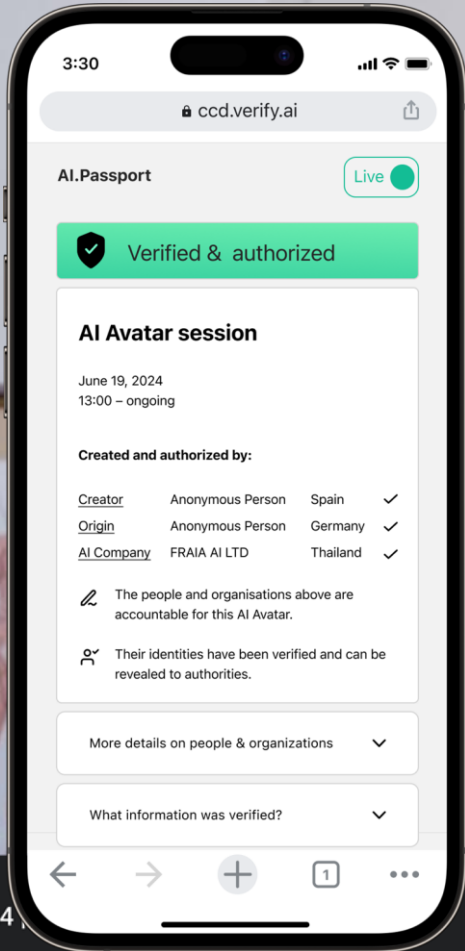 3:30
ccd.verify.ai
AI.Passport
Live
Verified & authorized
AI Avatar session
June 19, 2024
13:00 – ongoing
Created and authorized by:
Creator Anonymous Person Spain
Origin Anonymous Person Germany
AI Company FRAIA AI LTD Thailand
The people and organisations above are
accountable for this AI Avatar.
Their identities have been verified and can be
revealed to authorities.
More details on people & organizations
What information was verified?
1
4